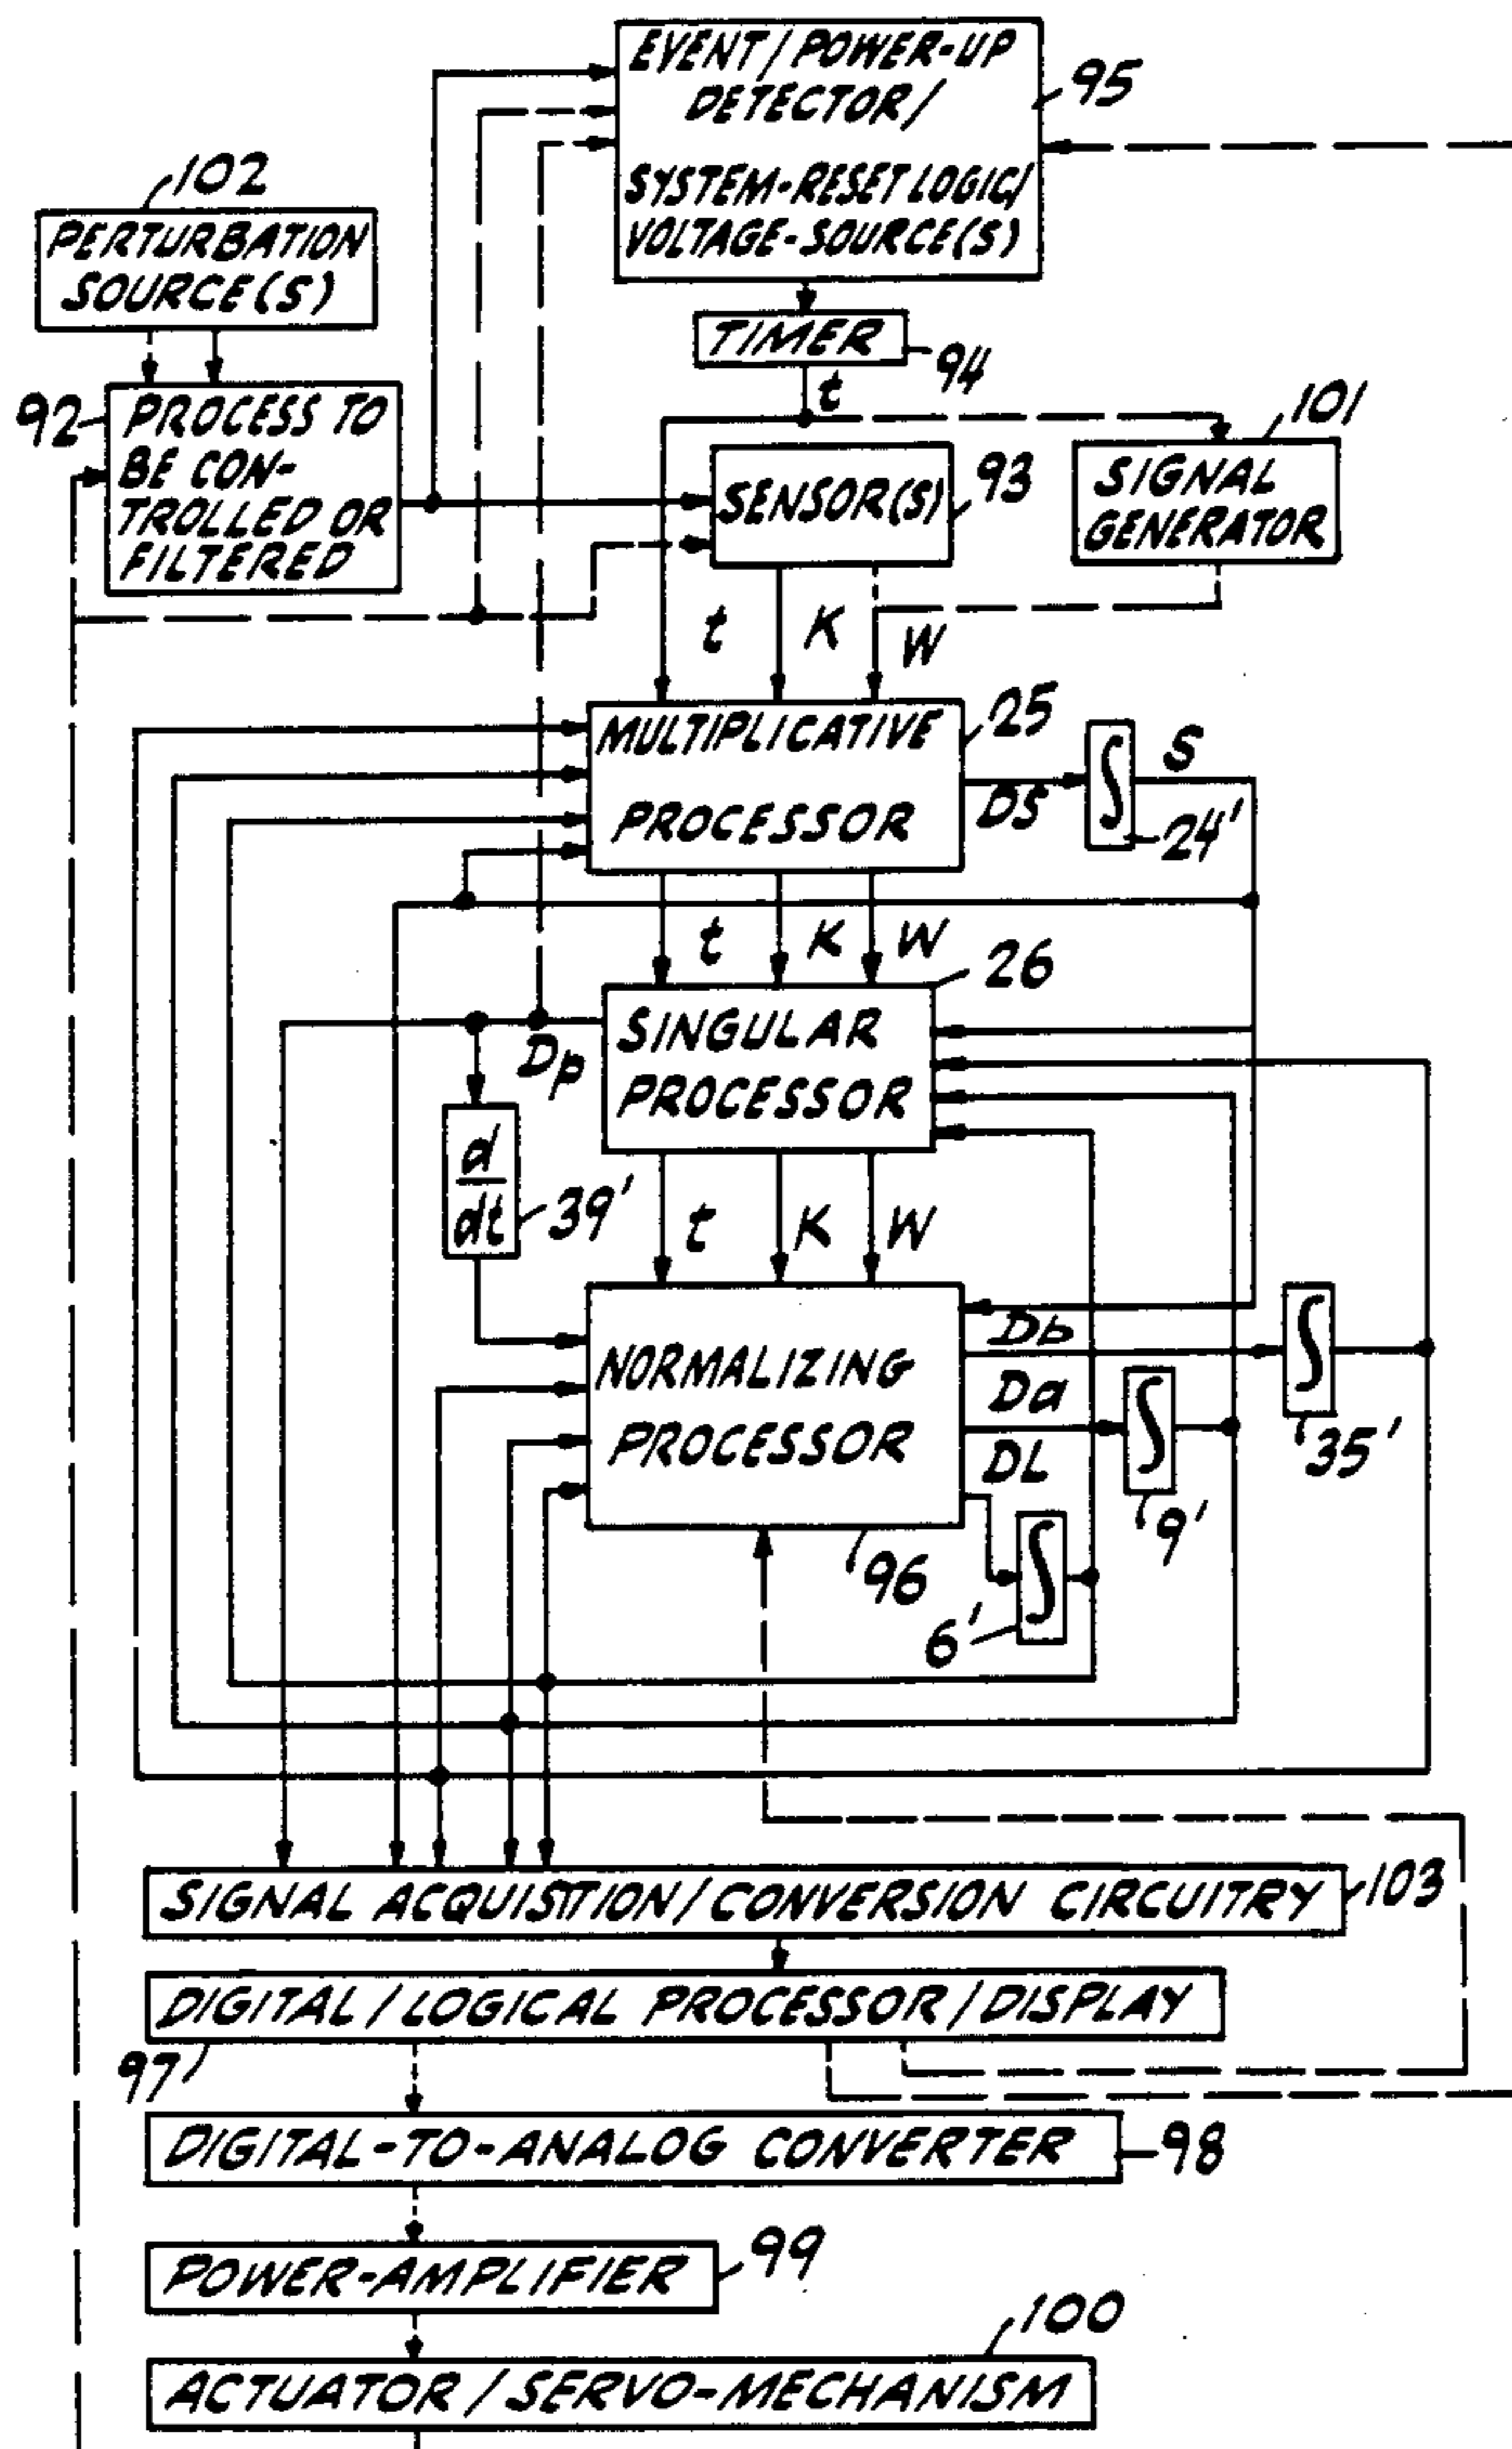 EVENT/POWER-UP
DETECTOR/
SYSTEM-RESET LOGIC/
VOLTAGE-SOURCE(S)
95
102
PERTURBATION
SOURCE(S)
TIMER
94
t
92
PROCESS TO
BE CON-
TROLLED OR
FILTERED
SENSOR(S)
93
101
SIGNAL
GENERATOR
t K W
MULTIPLICATIVE
PROCESSOR
25
DS
∫
S
24'
t K W
26
SINGULAR
PROCESSOR
Dp
d
dt
39'
t K W
NORMALIZING
PROCESSOR
96
Db
∫
35'
Da
∫
9'
DL
∫
6'
SIGNAL ACQUISTION/CONVERSION CIRCUITRY
103
DIGITAL/LOGICAL PROCESSOR/DISPLAY
97'
DIGITAL-TO-ANALOG CONVERTER
98
POWER-AMPLIFIER
99
100
ACTUATOR/SERVO-MECHANISM